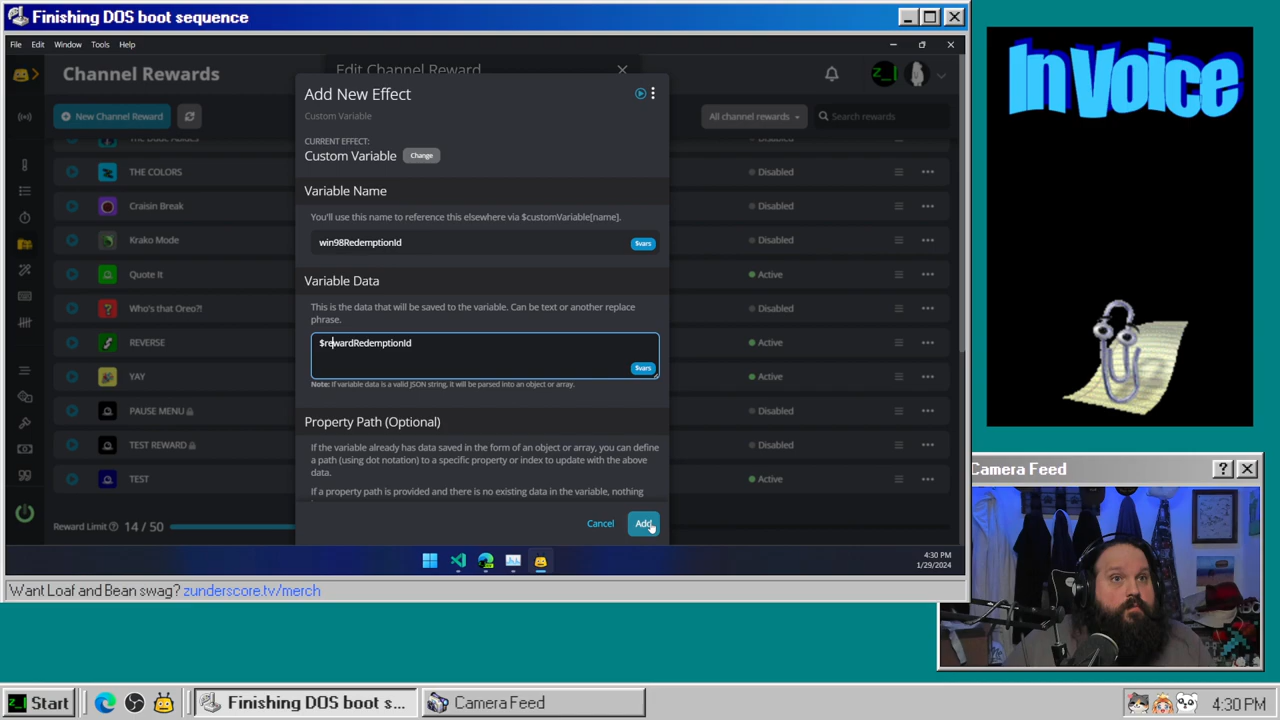 Finishing DOS boot sequence
File Edit Window Tools Help
Channel Rewards
Edit Channel Reward
New Channel Reward
All channel rewards
Search rewards
Disabled
THE COLORS
Disabled
Craisin Break
Disabled
Krako Mode
Disabled
Quote It
Active
Who's that Oreo?!
Disabled
REVERSE
Active
YAY
Active
PAUSE MENU
Disabled
TEST REWARD
Disabled
TEST
Active
Reward Limit 14 / 50
Add New Effect
Custom Variable
CURRENT EFFECT:
Custom Variable Change
Variable Name
You'll use this name to reference this elsewhere via $customVariable[name].
win98RedemptionId
$vars
Variable Data
This is the data that will be saved to the variable. Can be text or another replace
phrase.
$rewardRedemptionId
$vars
Note: If variable data is a valid JSON string, it will be parsed into an object or array.
Property Path (Optional)
If the variable already has data saved in the form of an object or array, you can define
a path (using dot notation) to a specific property or index to update with the above
data.
If a property path is provided and there is no existing data in the variable, nothing
Cancel Add
4:30 PM
1/29/2024
Want Loaf and Bean swag? zunderscore.tv/merch
InVoice
Camera Feed
z_| Start
Finishing DOS boot s...
Camera Feed
4:30 PM